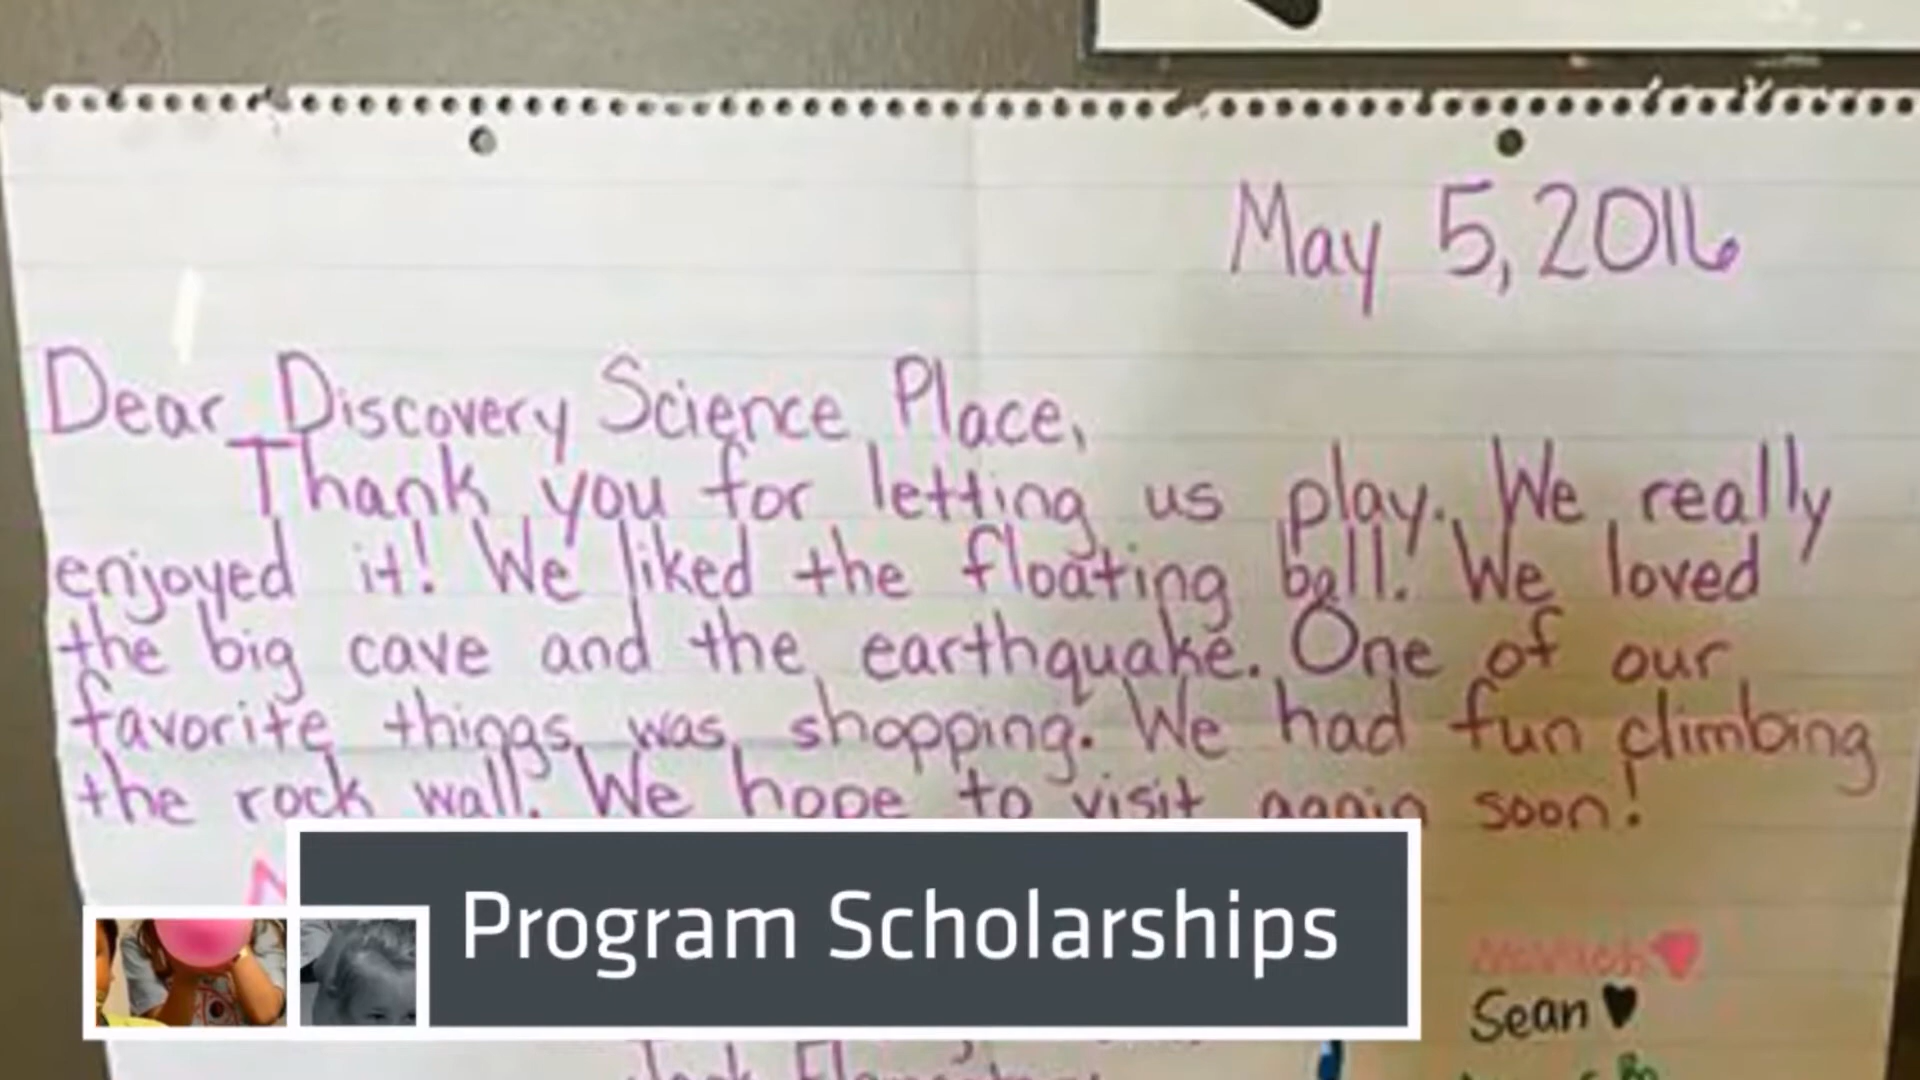 May 5, 2016
Dear Discovery Science Place,
Thank you for letting us play. We really
enjoyed it! We liked the floating ball! We loved
the big cave and the earthquake. One of our
favorite things was shopping. We had fun climbing
the rock wall. We hope to visit again soon!
Program Scholarships
Sean